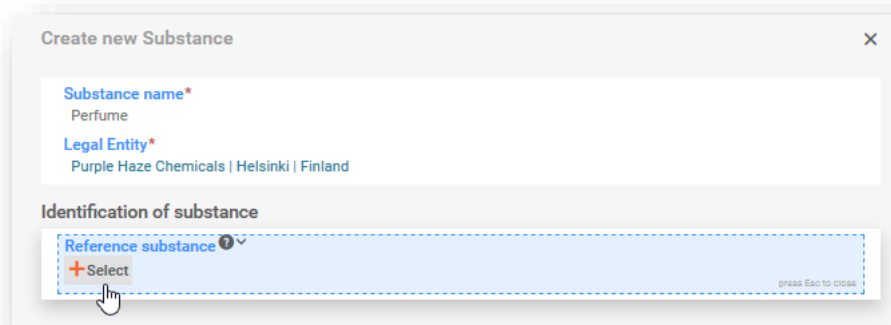 Create new Substance
Substance name*
Perfume
Legal Entity*
Purple Haze Chemicals | Helsinki | Finland
Identification of substance
Reference substance ?
+Select
press Esc to close